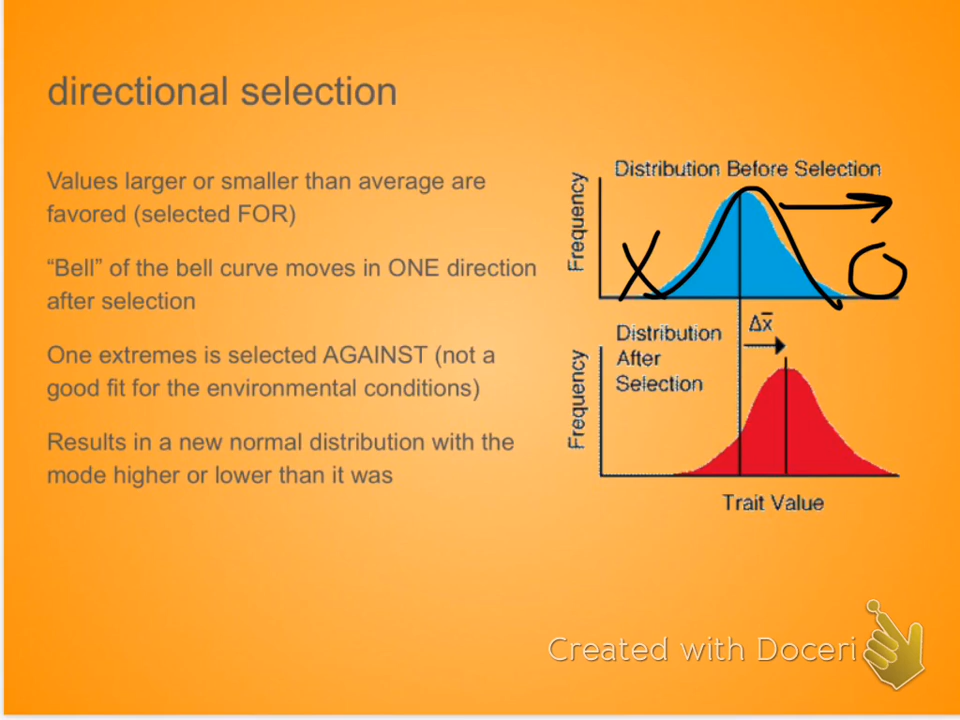 directional selection
Values larger or smaller than average are
favored (selected FOR)
“Bell” of the bell curve moves in ONE direction
after selection
One extremes is selected AGAINST (not a
good fit for the environmental conditions)
Results in a new normal distribution with the
mode higher or lower than it was
Distribution Before Selection
Frequency
X
O
Δx̅
Distribution
After
Selection
Frequency
Trait Value
Created with Doceri